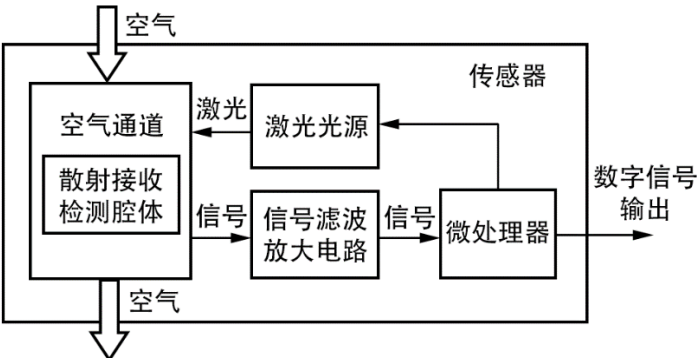 空气
传感器
空气通道
散射接收
检测腔体
激光
激光光源
信号
信号滤波
放大电路
信号
微处理器
数字信号
输出
空气